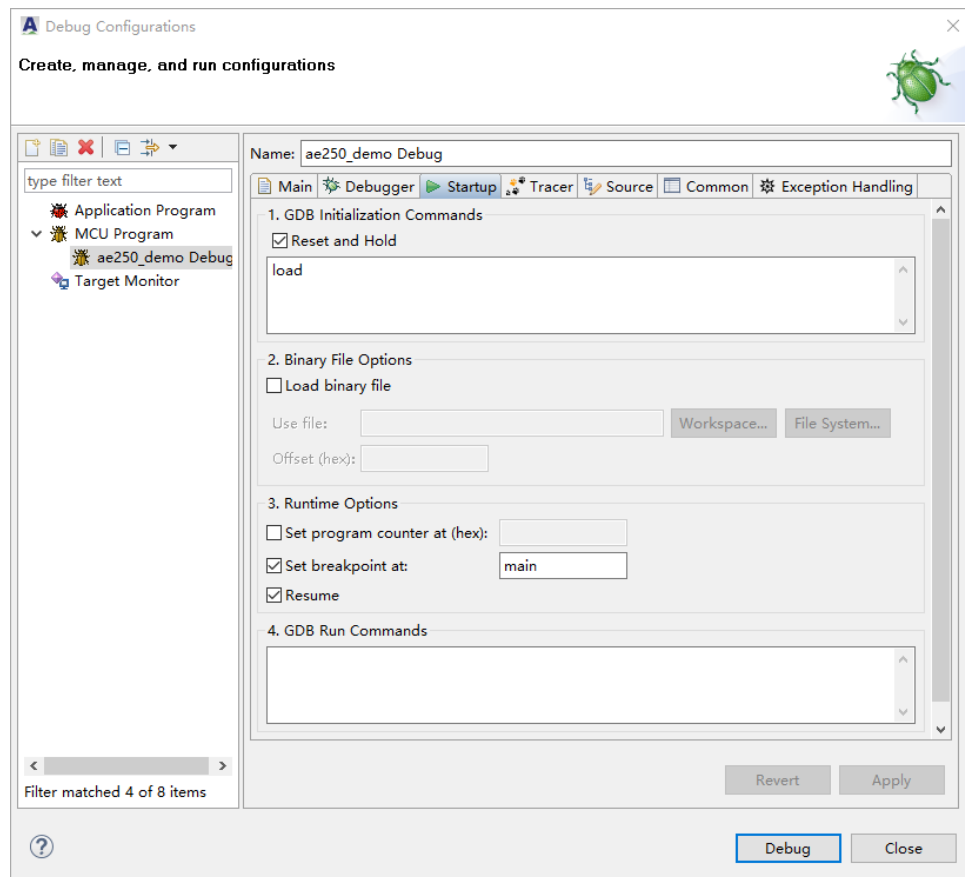 Debug Configurations
Create, manage, and run configurations
type filter text
Application Program
MCU Program
ae250_demo Debug
Target Monitor
Filter matched 4 of 8 items
Name: ae250_demo Debug
Main Debugger Startup Tracer Source Common Exception Handling
1. GDB Initialization Commands
Reset and Hold
load
2. Binary File Options
Load binary file
Use file: Workspace... File System...
Offset (hex):
3. Runtime Options
Set program counter at (hex):
Set breakpoint at: main
Resume
4. GDB Run Commands
Revert Apply
Debug Close